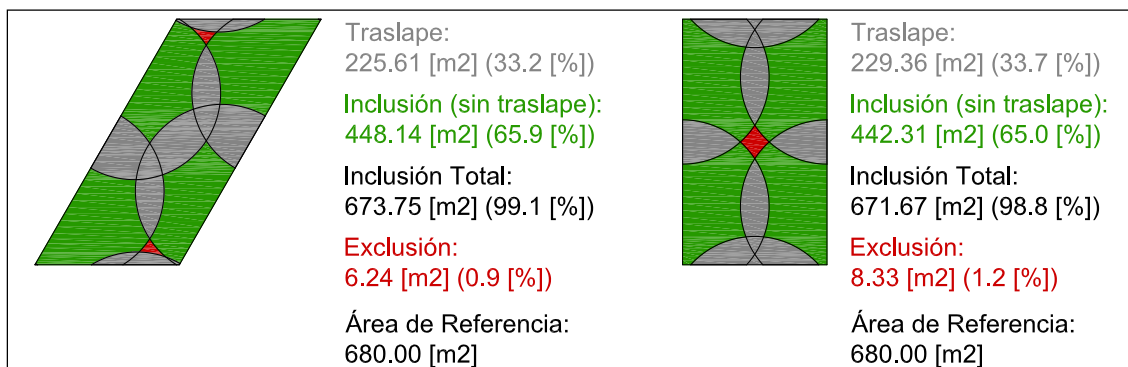 Traslape:
225.61 [m2] (33.2 [%])
Inclusión (sin traslape):
448.14 [m2] (65.9 [%])
Inclusión Total:
673.75 [m2] (99.1 [%])
Exclusión:
6.24 [m2] (0.9 [%])
Área de Referencia:
680.00 [m2]
Traslape:
229.36 [m2] (33.7 [%])
Inclusión (sin traslape):
442.31 [m2] (65.0 [%])
Inclusión Total:
671.67 [m2] (98.8 [%])
Exclusión:
8.33 [m2] (1.2 [%])
Área de Referencia:
680.00 [m2]